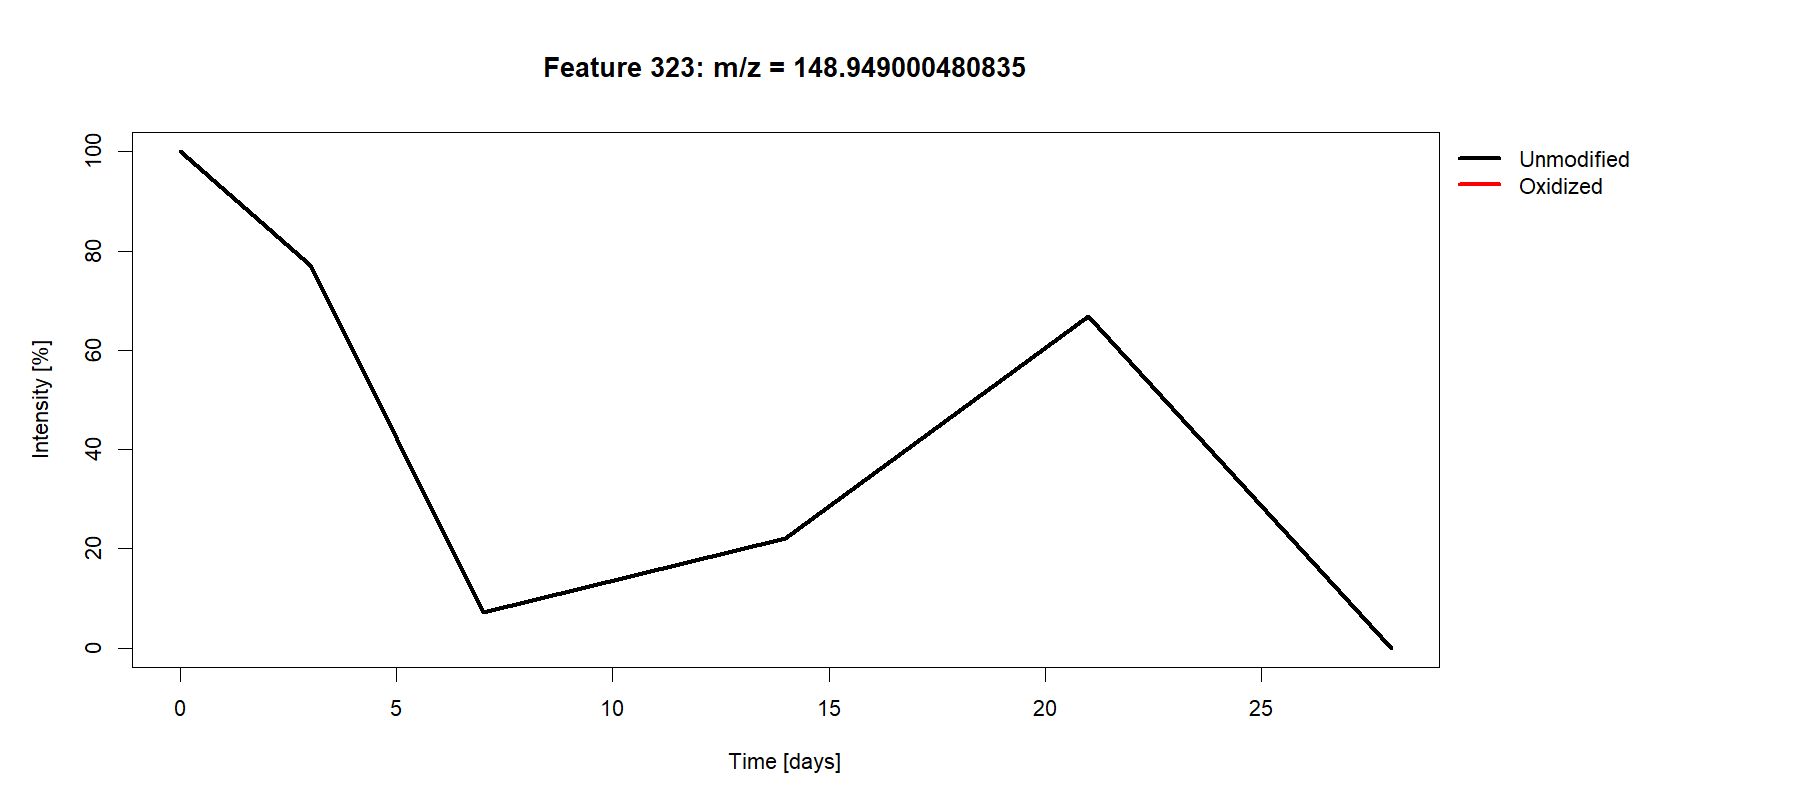 Feature 323: m/z = 148.949000480835
Unmodified
Oxidized
Intensity [%]
100
80
60
40
20
0
0 5 10 15 20 25
Time [days]